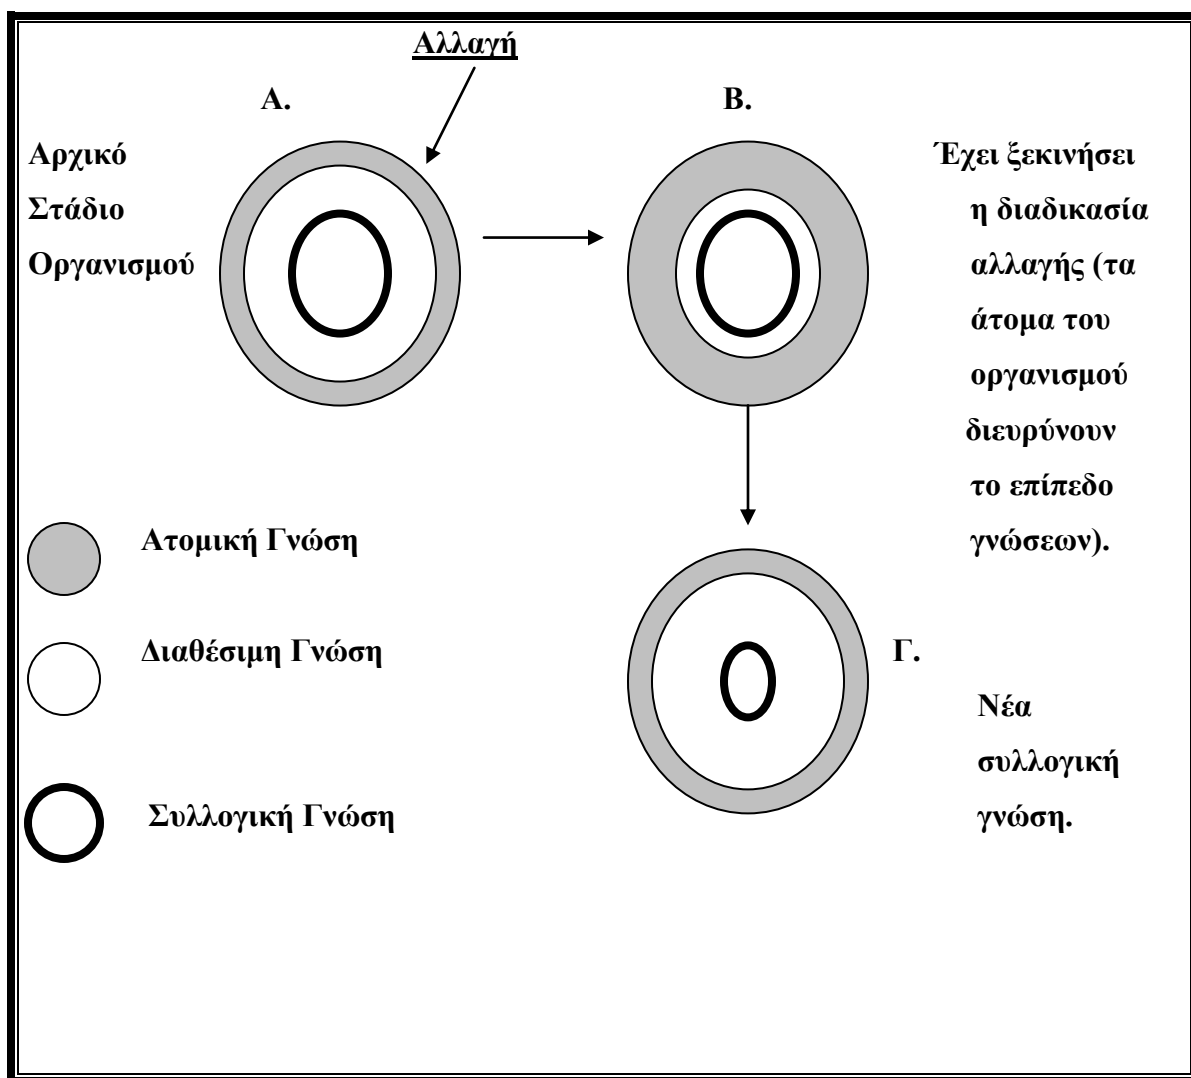 Αλλαγή
Α.
Β.
Αρχικό
Στάδιο
Οργανισμού
Έχει ξεκινήσει
η διαδικασία
αλλαγής (τα
άτομα του
οργανισμού
διευρύνουν
το επίπεδο
γνώσεων).
Ατομική Γνώση
Διαθέσιμη Γνώση
Συλλογική Γνώση
Γ.
Νέα
συλλογική
γνώση.